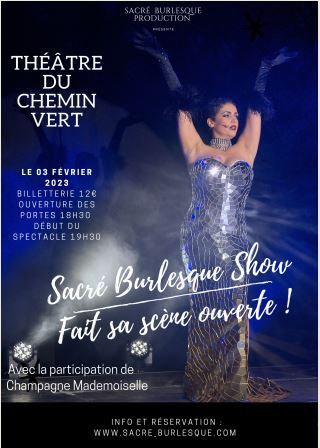 SACRÉ BURLESQUE
PRODUCTION
PRÉSENTE
THÉÂTRE
DU
CHEMIN
VERT
LE 03 FÉVRIER
2023
BILLETTERIE 12€
OUVERTURE DES
PORTES 18H30
DÉBUT DU
SPECTACLE 19H30
Sacré Burlesque Show
Fait sa scène ouverte !
Avec la participation de
Champagne Mademoiselle
INFO ET RÉSERVATION :
WWW.SACRE_BURLESQUE.COM